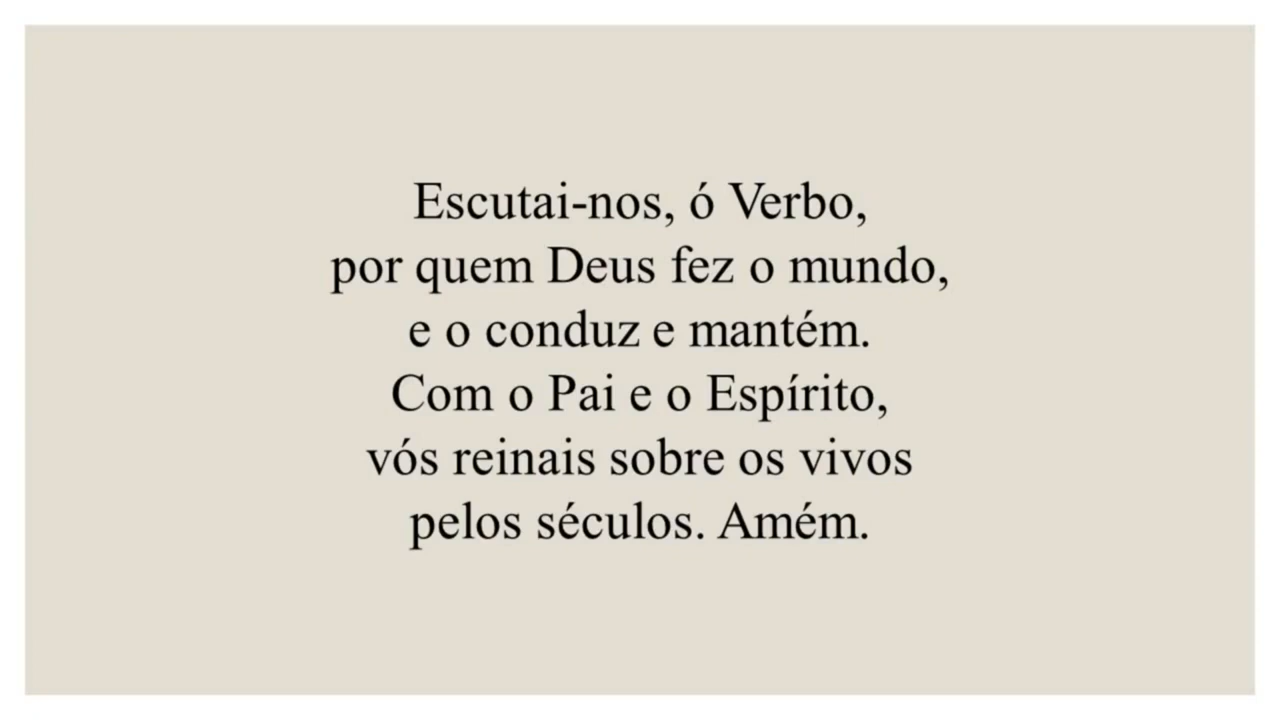 Escutai-nos, ó Verbo,
por quem Deus fez o mundo,
e o conduz e mantém.
Com o Pai e o Espírito,
vós reinais sobre os vivos
pelos séculos. Amém.